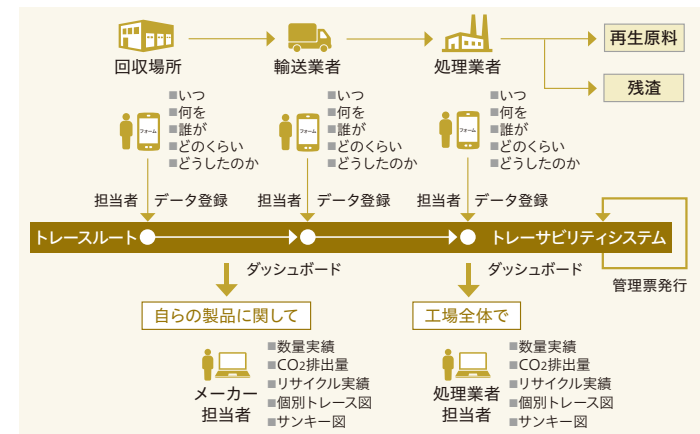 回収場所
輸送業者
処理業者
再生原料
残渣
フォーム
■いつ
■何を
■誰が
■どのくらい
■どうしたのか
フォーム
■いつ
■何を
■誰が
■どのくらい
■どうしたのか
フォーム
■いつ
■何を
■誰が
■どのくらい
■どうしたのか
担当者 データ登録
担当者 データ登録
担当者 データ登録
トレースルート
トレーサビリティシステム
管理票発行
ダッシュボード
ダッシュボード
自らの製品に関して
工場全体で
メーカー
担当者
■数量実績
■CO2排出量
■リサイクル実績
■個別トレース図
■サンキー図
処理業者
担当者
■数量実績
■CO2排出量
■リサイクル実績
■個別トレース図
■サンキー図